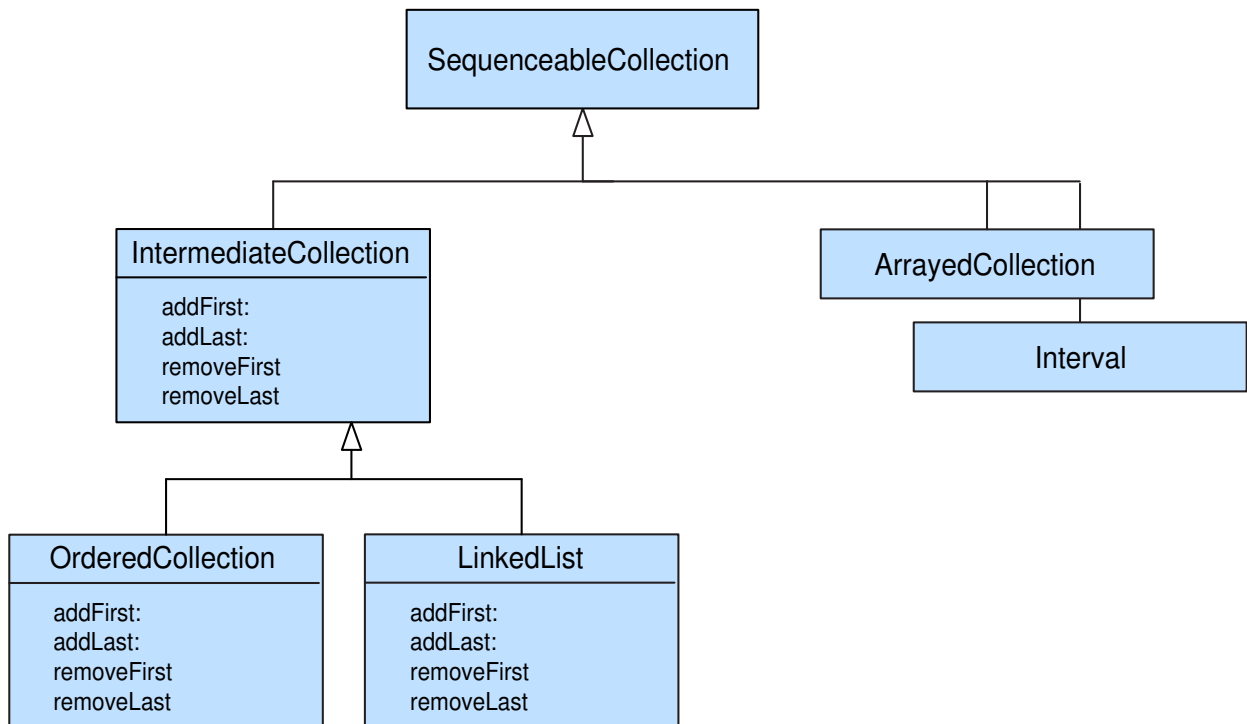 SequenceableCollection
IntermediateCollection
addFirst:
addLast:
removeFirst
removeLast
ArrayedCollection
Interval
OrderedCollection
addFirst:
addLast:
removeFirst
removeLast
LinkedList
addFirst:
addLast:
removeFirst
removeLast